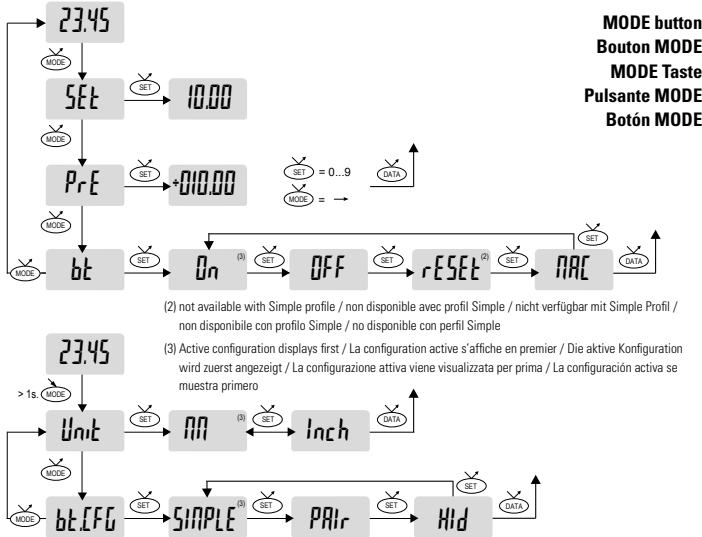 23.45
MODE button
Bouton MODE
MODE Taste
Pulsante MODE
Botón MODE
MODE
SEt SET 10.00
MODE
PrE SET +010.00
SET = 0...9
MODE = →
DATA
MODE
SET
MODE bt SET On (3) SET OFF SET rESEt (2) SET MAC DATA
(2) not available with Simple profile / non disponible avec profil Simple / nicht verfügbar mit Simple Profil /
non disponibile con profilo Simple / no disponible con perfil Simple
(3) Active configuration displays first / La configuration active s'affiche en premier / Die aktive Konfiguration
wird zuerst angezeigt / La configurazione attiva viene visualizzata per prima / La configuración activa se
muestra primero
23.45
> 1s. MODE
Unit SET MM (3) SET Inch DATA
MODE
SET
MODE bt.CFG SET SIMPLE (3) SET PAIr SET HId DATA